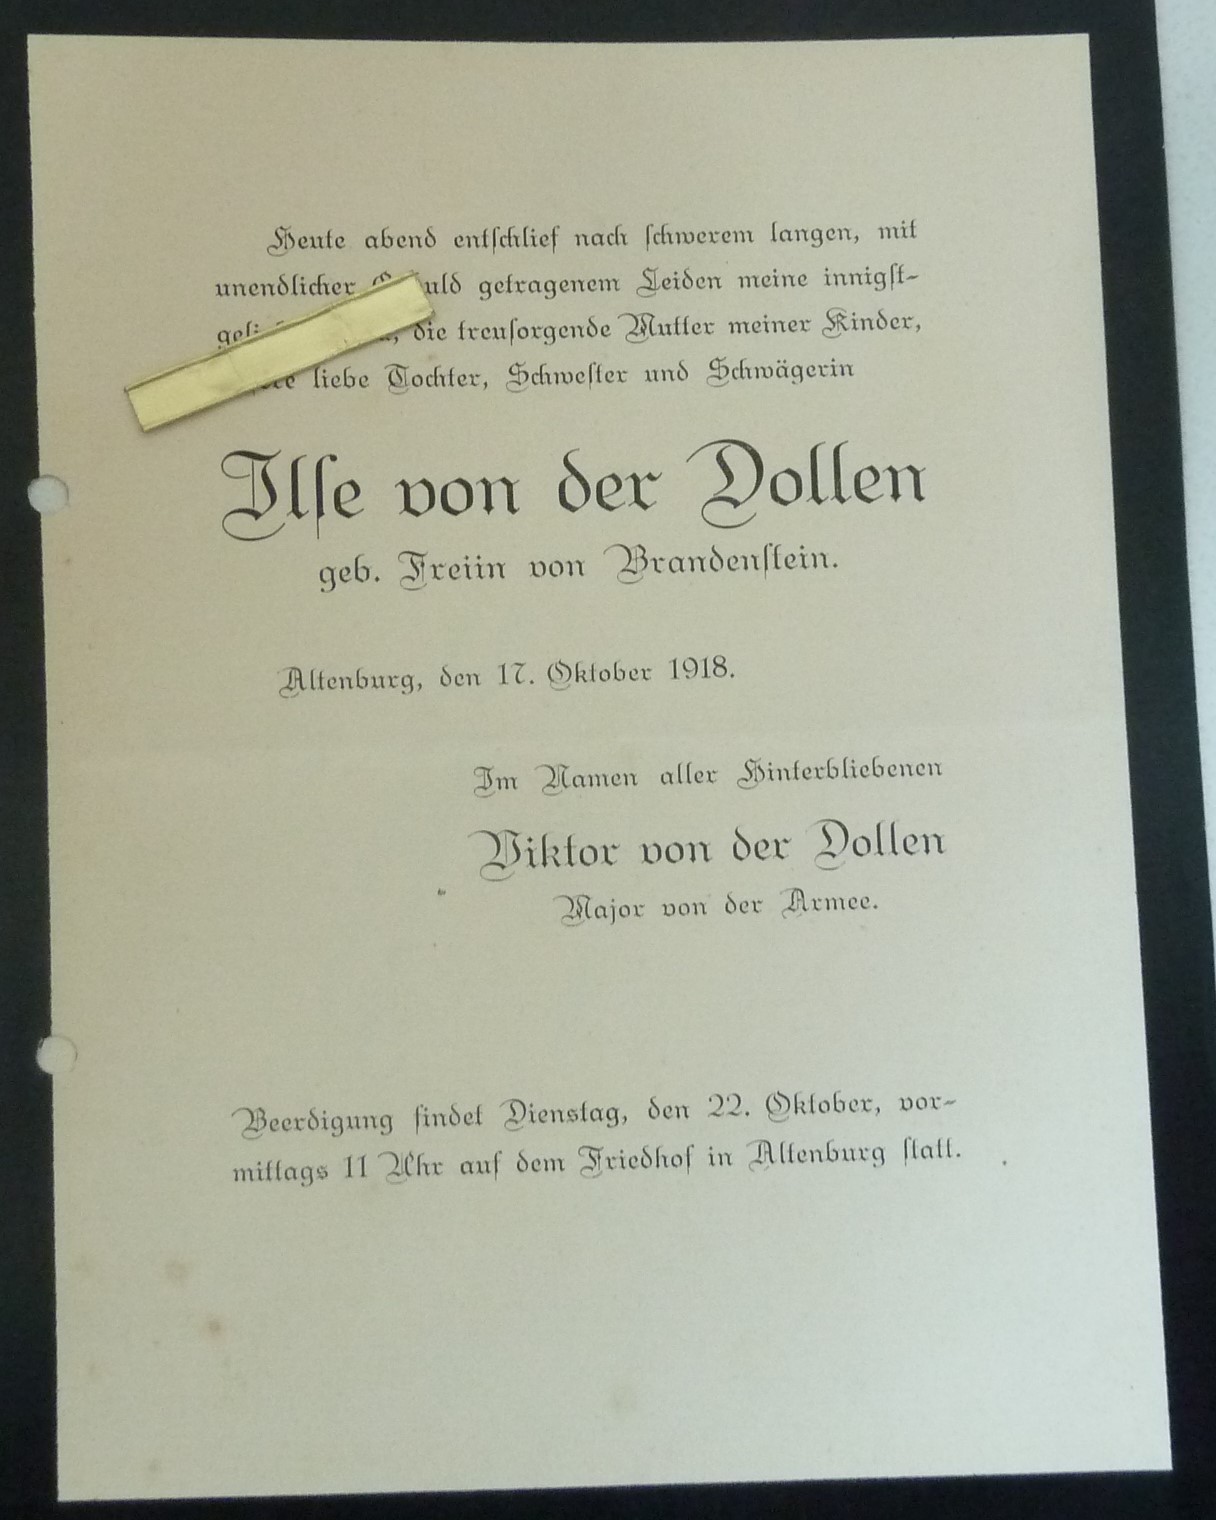 Heute abend entschlief nach schwerem langen, mit
unendlicher getragenem Leiden meine innigst-
die treusorgende Mutter meiner Kinder,
liebe Tochter, Schwester und Schwägerin
Ilse von der Dollen
geb. Freiin von Brandenstein.
Altenburg, den 17. Oktober 1918.
Im Namen aller Hinterbliebenen
Viktor von der Dollen
Major von der Armee.
Beerdigung findet Dienstag, den 22. Oktober, vor-
mittags 11 Uhr auf dem Friedhof in Altenburg statt.